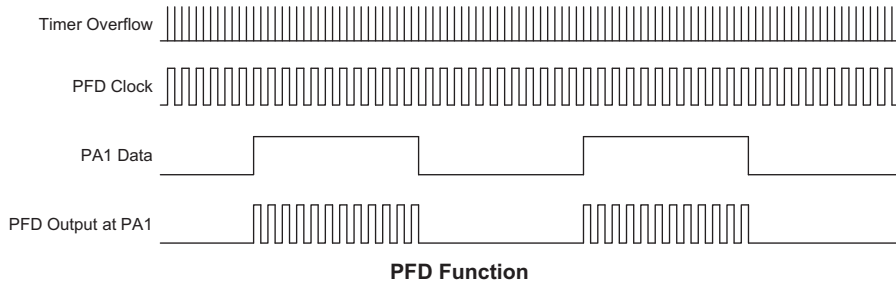 Timer Overflow
PFD Clock
PA1 Data
PFD Output at PA1
PFD Function